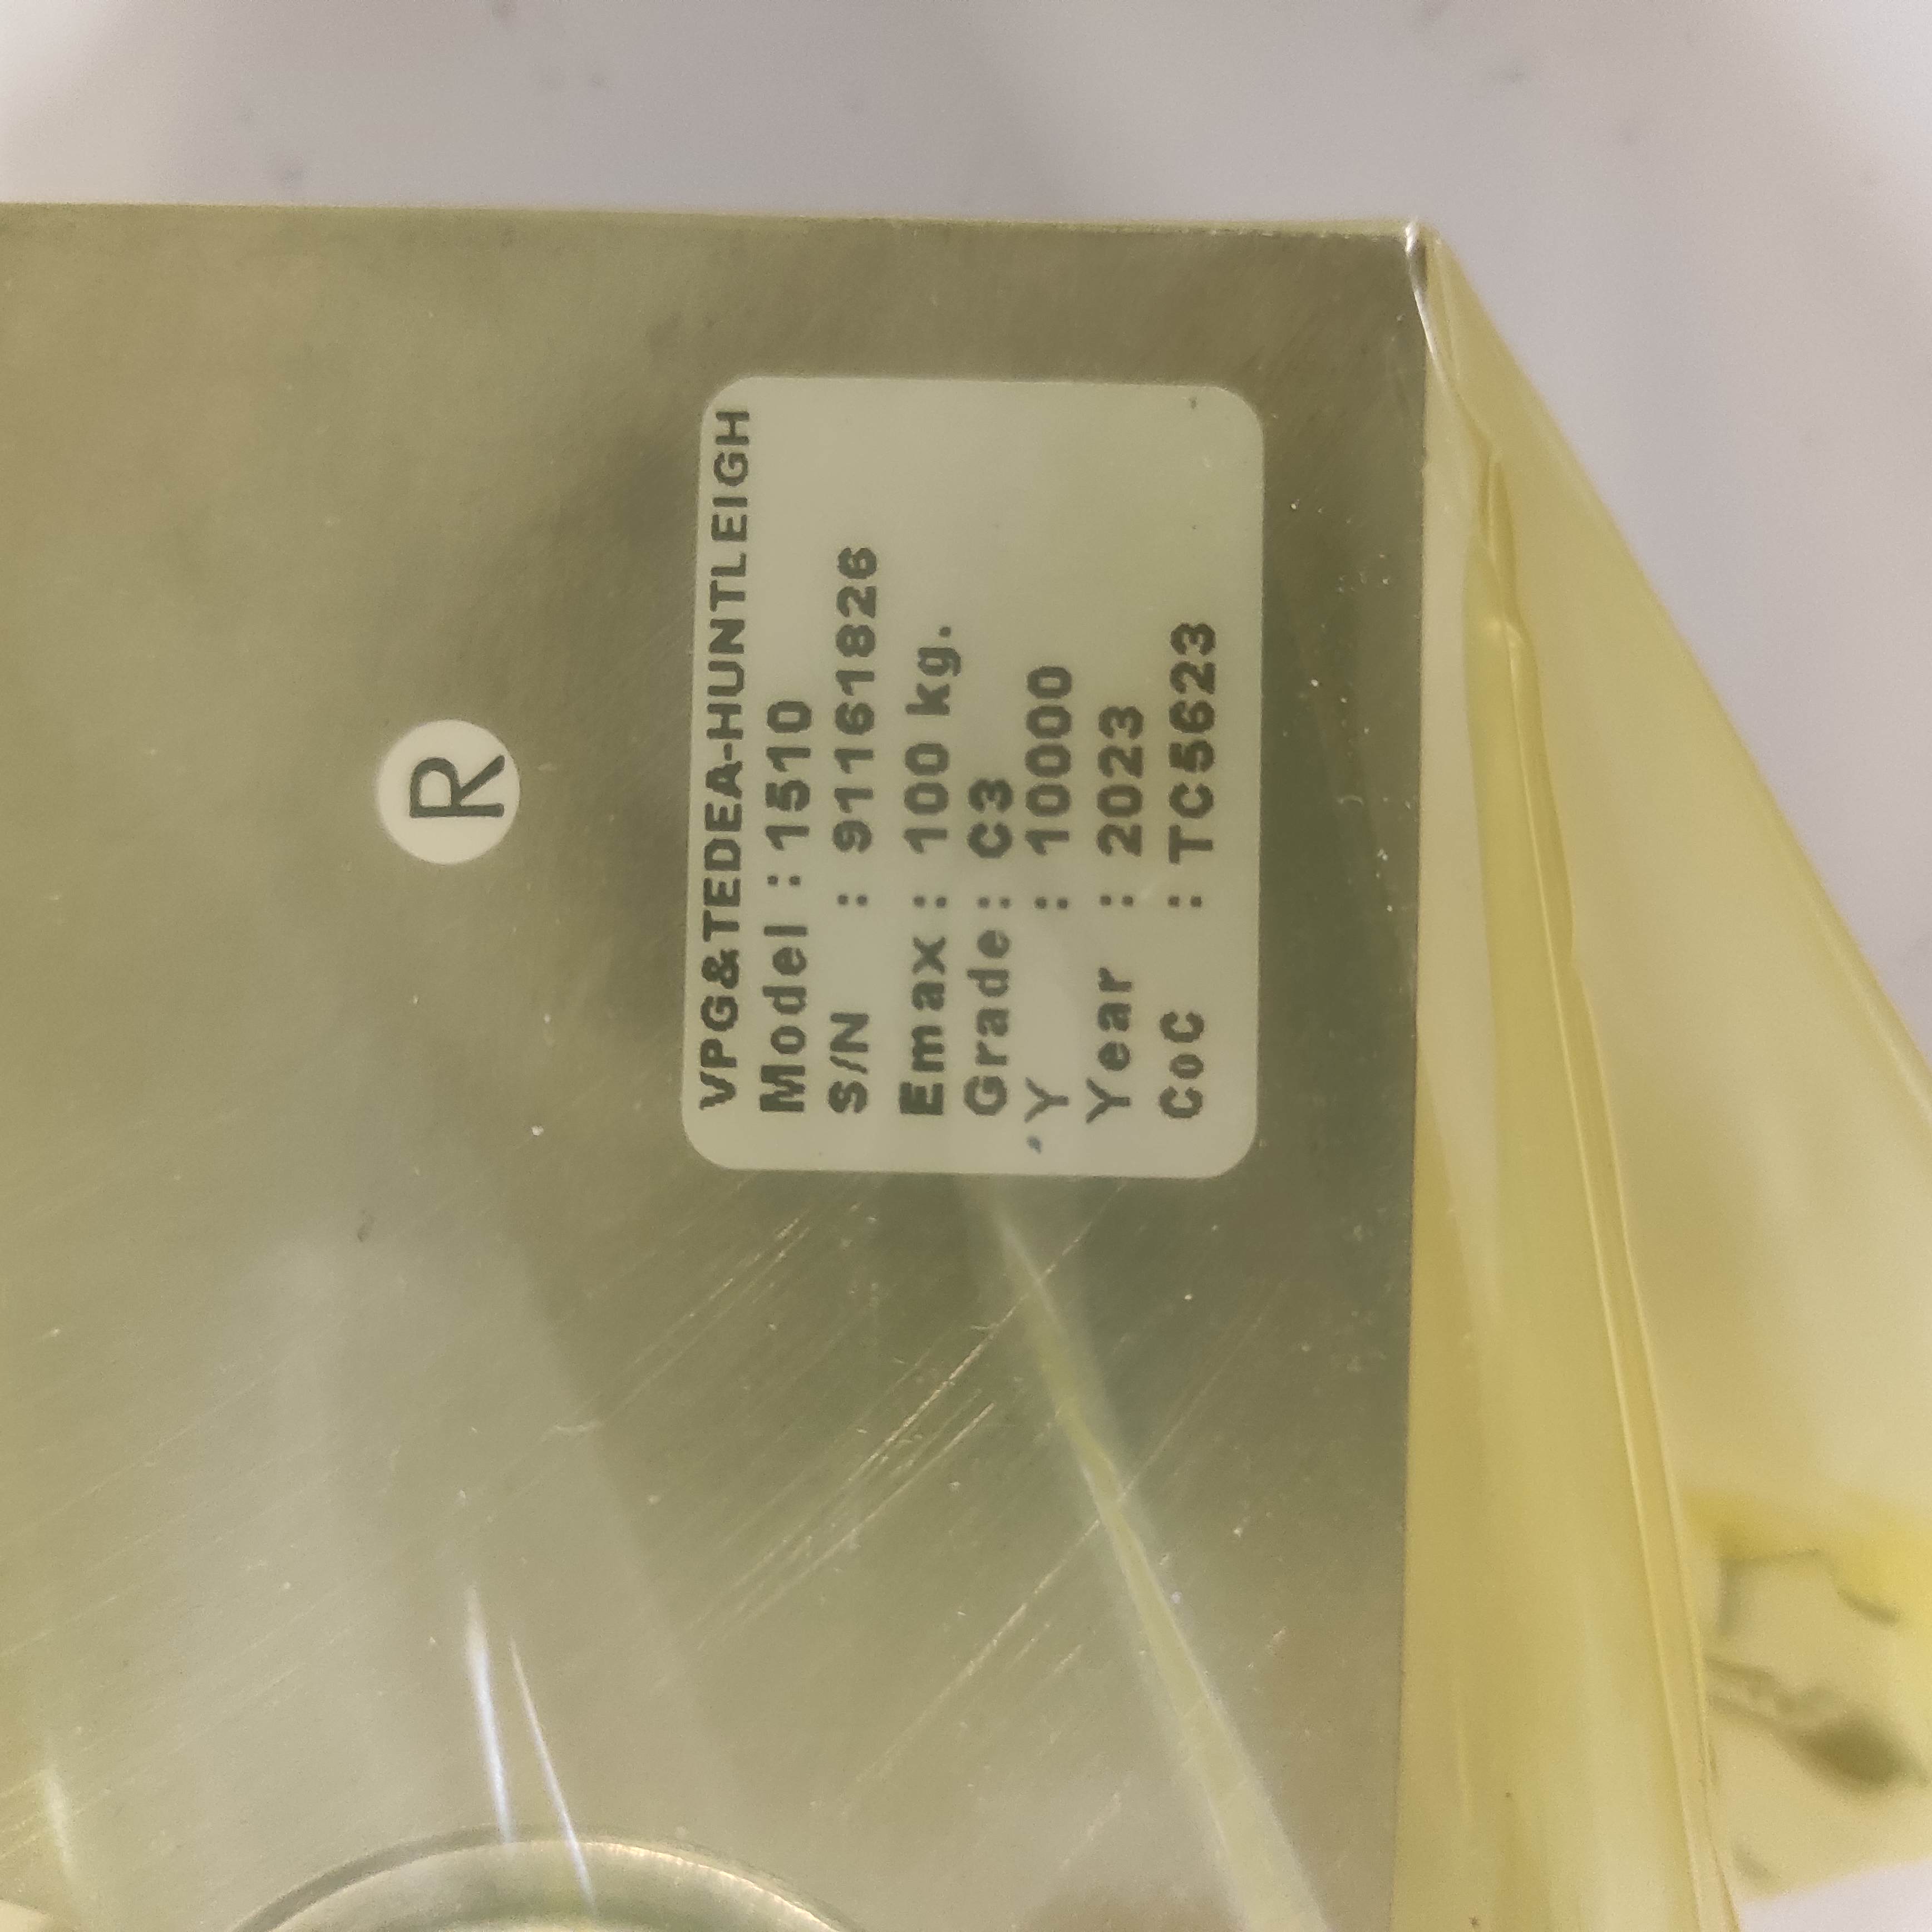 R
VPG&TEDEA-HUNTLEIGH
Model : 1510
S/N : 91161826
Emax : 100 kg.
Grade : C3
Y : 10000
Year : 2023
CoC : TC5623